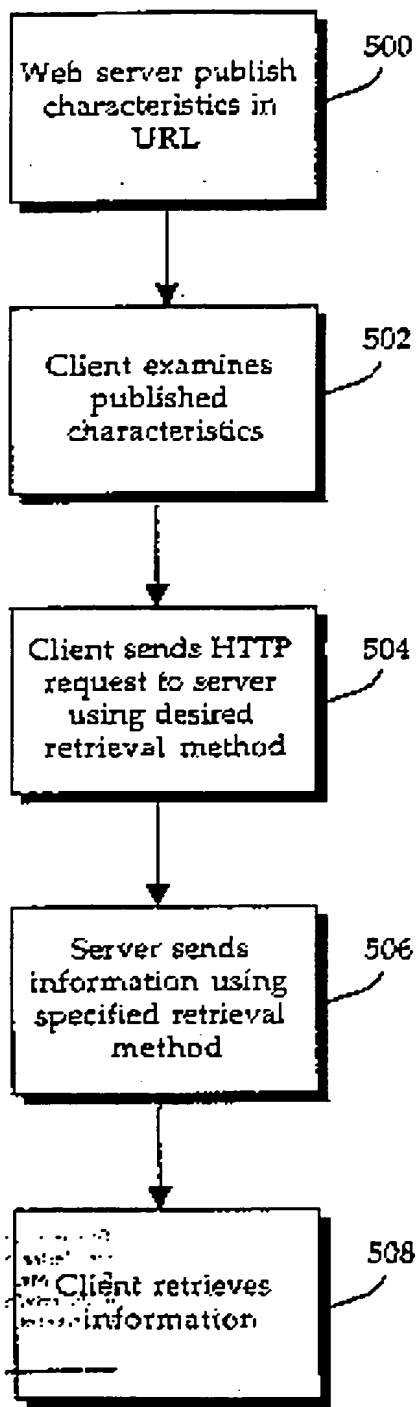 500
Web server publish
characteristics in
URL
502
Client examines
published
characteristics
504
Client sends HTTP
request to server
using desired
retrieval method
506
Server sends
information using
specified retrieval
method
508
Client retrieves
information